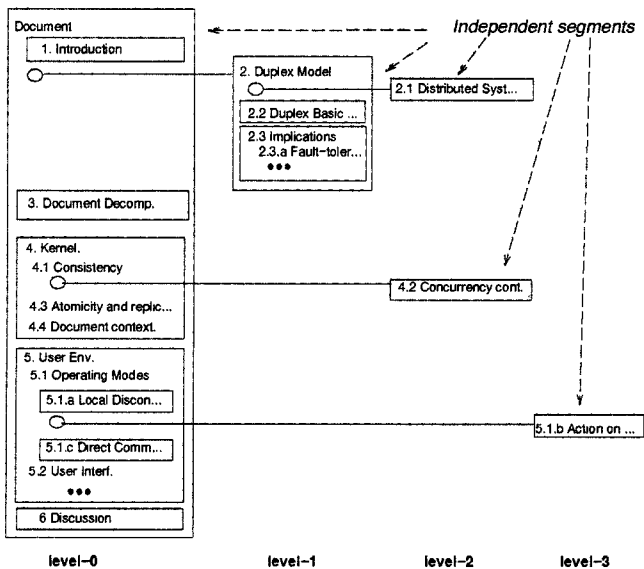 Document
Independent segments
1. Introduction
2. Duplex Model
2.1 Distributed Syst...
2.2 Duplex Basic ...
2.3 Implications
2.3.a Fault-toler...
●●●
3. Document Decomp.
4. Kernel.
4.1 Consistency
4.2 Concurrency cont.
4.3 Atomicity and replic...
4.4 Document context.
5. User Env.
5.1 Operating Modes
5.1.a Local Discon...
5.1.b Action on ...
5.1.c Direct Comm...
5.2 User Interf.
●●●
6 Discussion
level-0 level-1 level-2 level-3